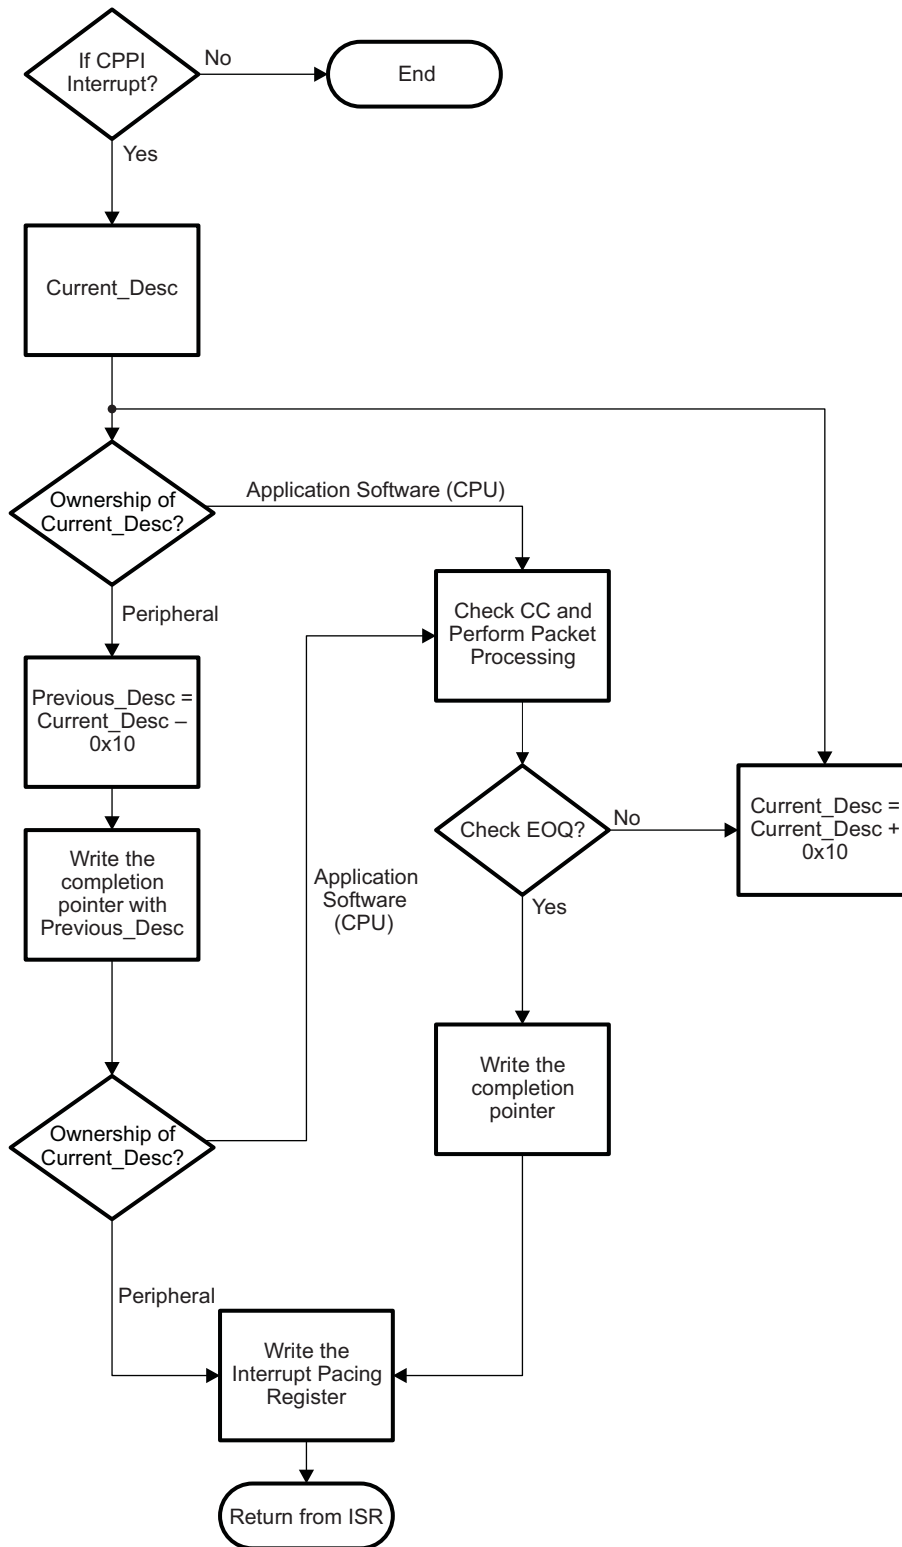 If CPPI
Interrupt?
No
End
Yes
Current_Desc
Ownership of
Current_Desc?
Application Software (CPU)
Peripheral
Check CC and
Perform Packet
Processing
Previous_Desc =
Current_Desc –
0x10
Check EOQ?
No
Current_Desc =
Current_Desc +
0x10
Write the
completion
pointer with
Previous_Desc
Application
Software
(CPU)
Yes
Write the
completion
pointer
Ownership of
Current_Desc?
Peripheral
Write the
Interrupt Pacing
Register
Return from ISR